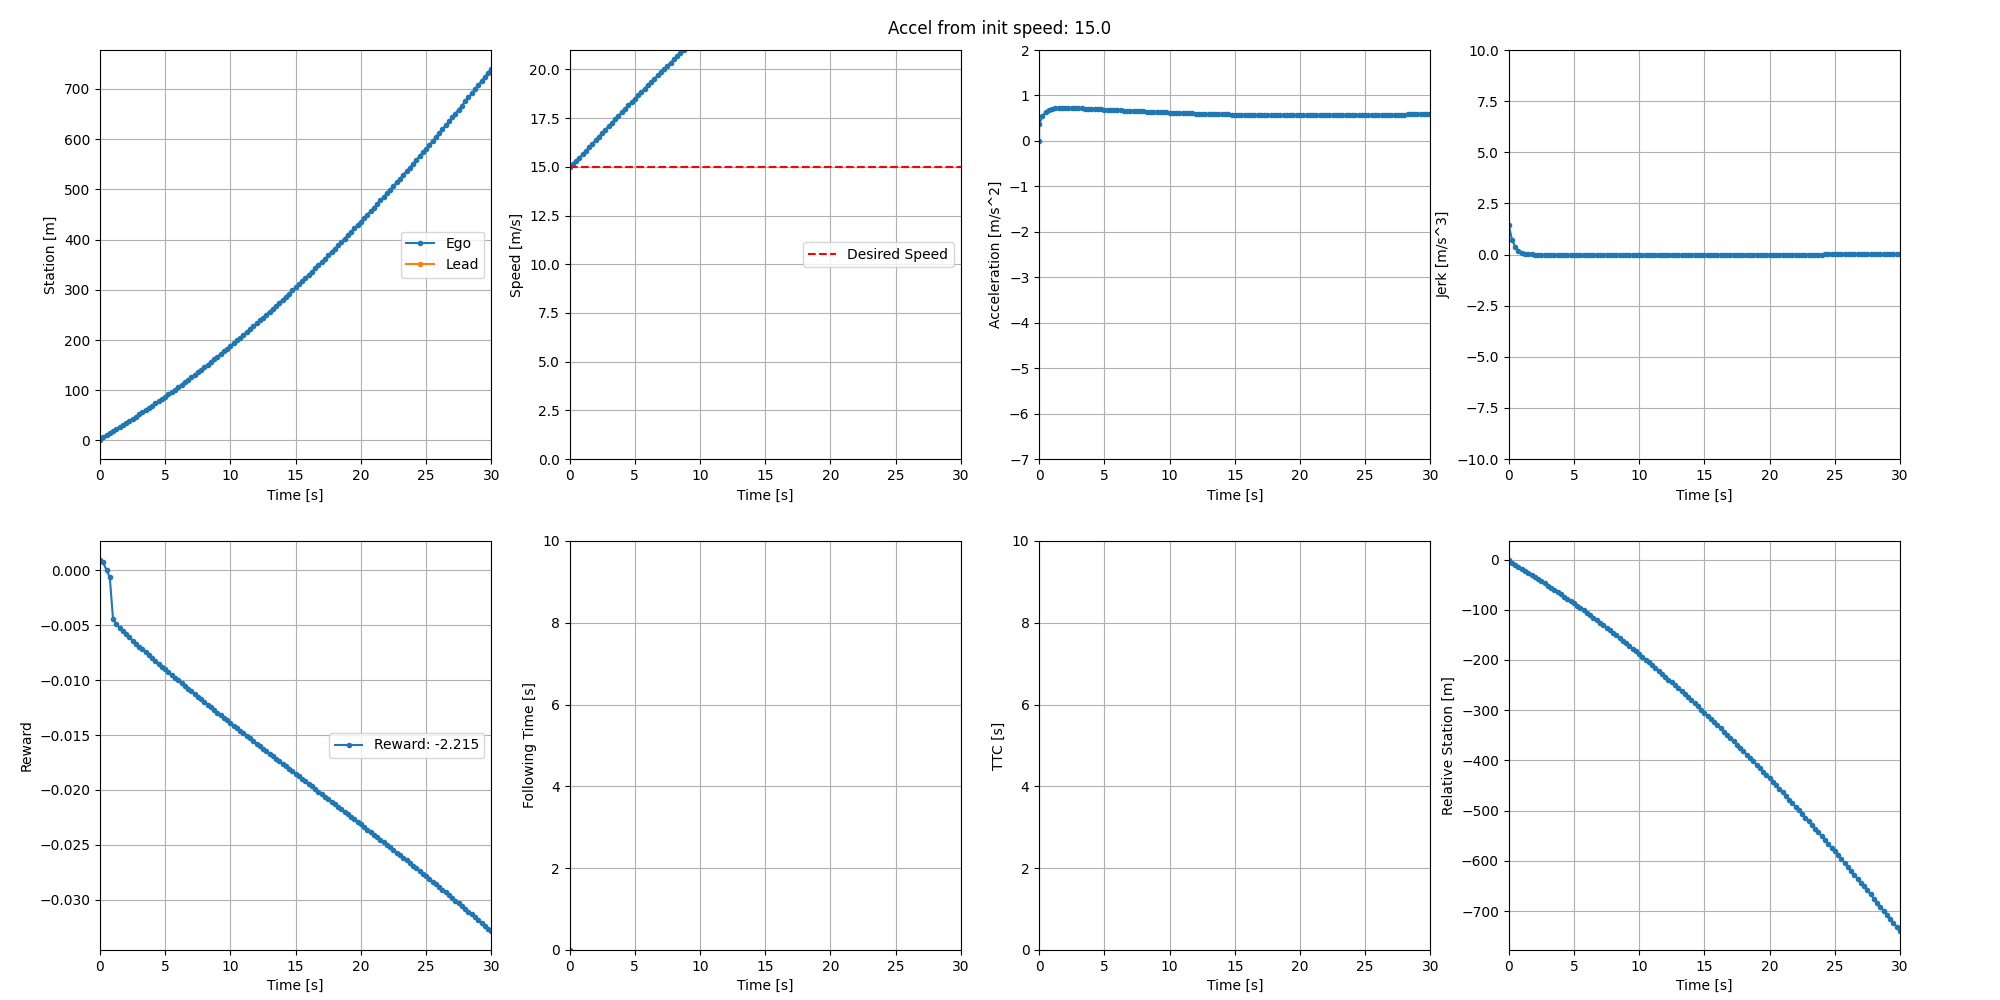 Accel from init speed: 15.0
700
600
500
400
300
200
100
0
Station [m]
Ego
Lead
0 5 10 15 20 25 30
Time [s]
20.0
17.5
15.0
12.5
10.0
7.5
5.0
2.5
0.0
Speed [m/s]
Desired Speed
0 5 10 15 20 25 30
Time [s]
2
1
0
−1
−2
−3
−4
−5
−6
−7
Acceleration [m/s^2]
0 5 10 15 20 25 30
Time [s]
10.0
7.5
5.0
2.5
0.0
−2.5
−5.0
−7.5
−10.0
Jerk [m/s^3]
0 5 10 15 20 25 30
Time [s]
0.000
−0.005
−0.010
−0.015
−0.020
−0.025
−0.030
Reward
Reward: -2.215
0 5 10 15 20 25 30
Time [s]
10
8
6
4
2
0
Following Time [s]
0 5 10 15 20 25 30
Time [s]
10
8
6
4
2
0
TTC [s]
0 5 10 15 20 25 30
Time [s]
0
−100
−200
−300
−400
−500
−600
−700
Relative Station [m]
0 5 10 15 20 25 30
Time [s]